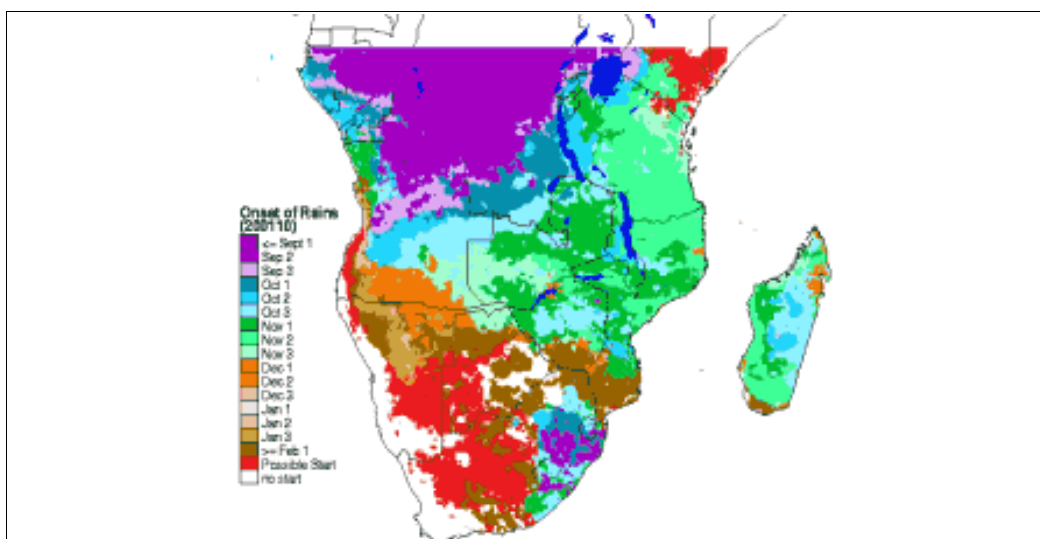 Onset of Rains
(200110)
<= Sept 1
Sep 2
Sep 3
Oct 1
Oct 2
Oct 3
Nov 1
Nov 2
Nov 3
Dec 1
Dec 2
Dec 3
Jan 1
Jan 2
Jan 3
>= Feb 1
Possible Start
no start